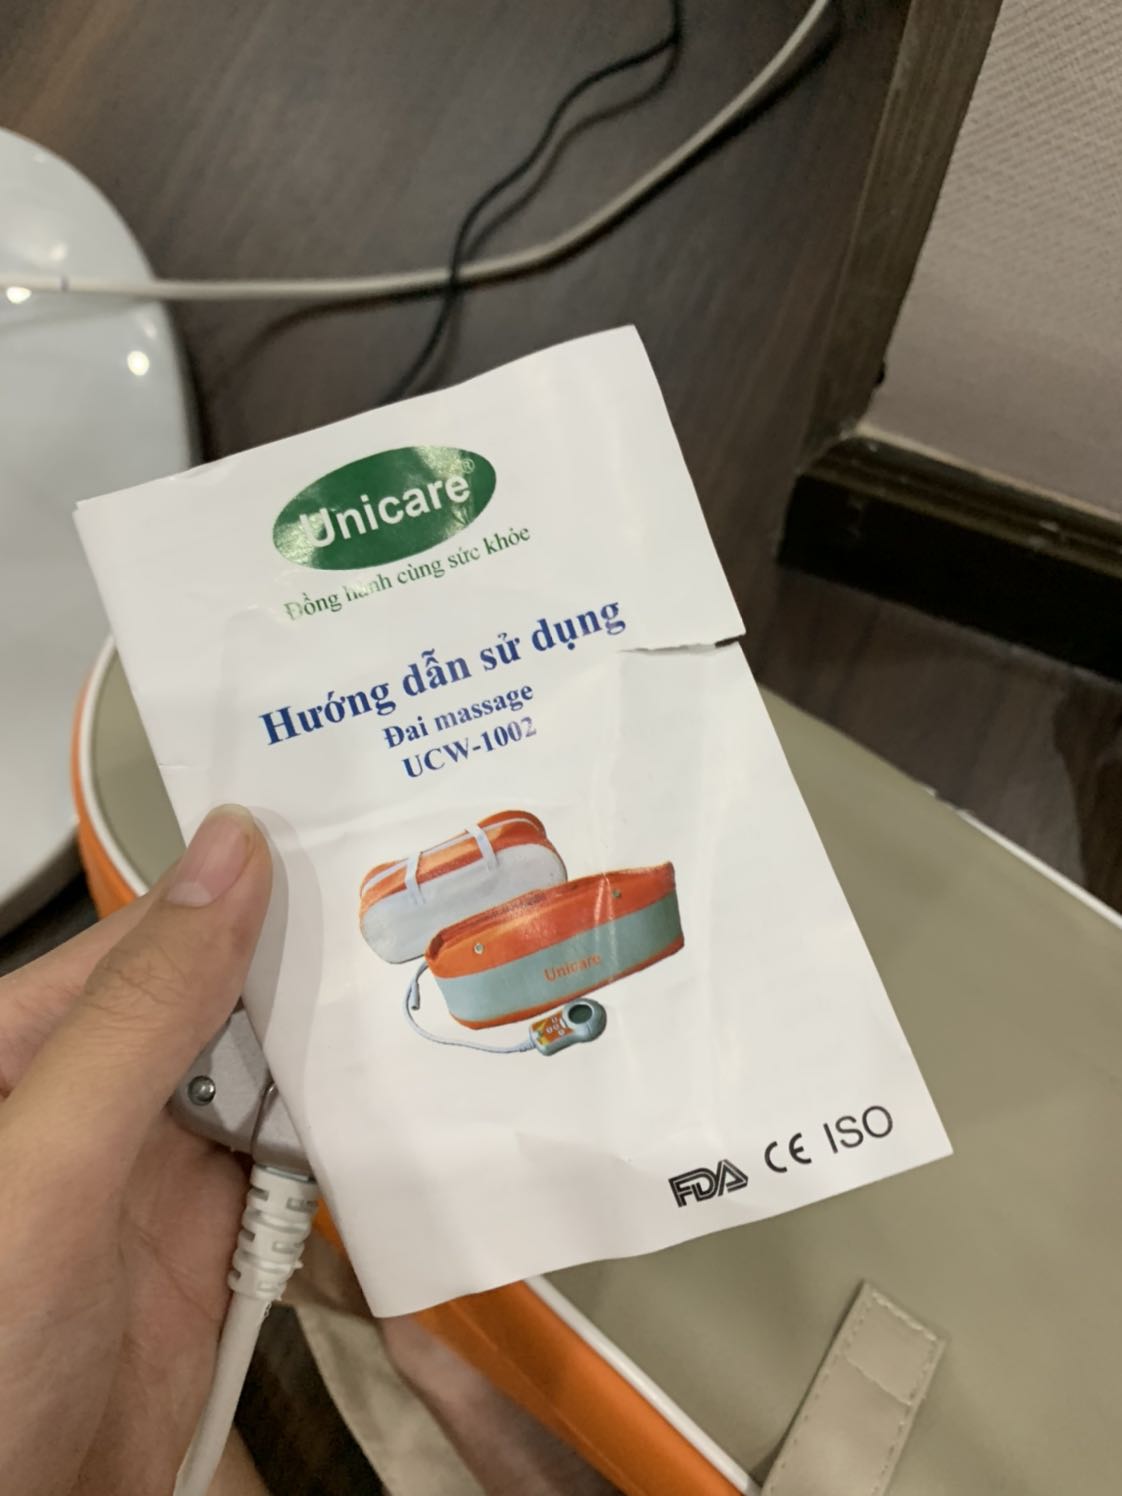 Unicare®
Đồng hành cùng sức khỏe
Hướng dẫn sử dụng
Đai massage
UCW-1002
Unicare
FDA CE ISO